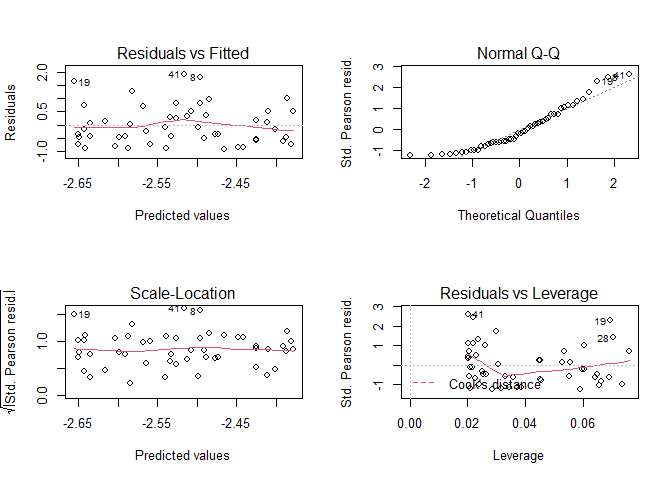 Residuals vs Fitted
Residuals
-1.0 0.5 2.0
19
41
8
-2.65 -2.55 -2.45
Predicted values
Normal Q-Q
Std. Pearson resid.
-1 0 1 2 3
19
41
-2 -1 0 1 2
Theoretical Quantiles
Scale-Location
√|Std. Pearson resid.|
0.0 1.0
19
41
8
-2.65 -2.55 -2.45
Predicted values
Residuals vs Leverage
Std. Pearson resid.
-1 1 2 3
41
19
28
Cook's distance
0.00 0.02 0.04 0.06
Leverage